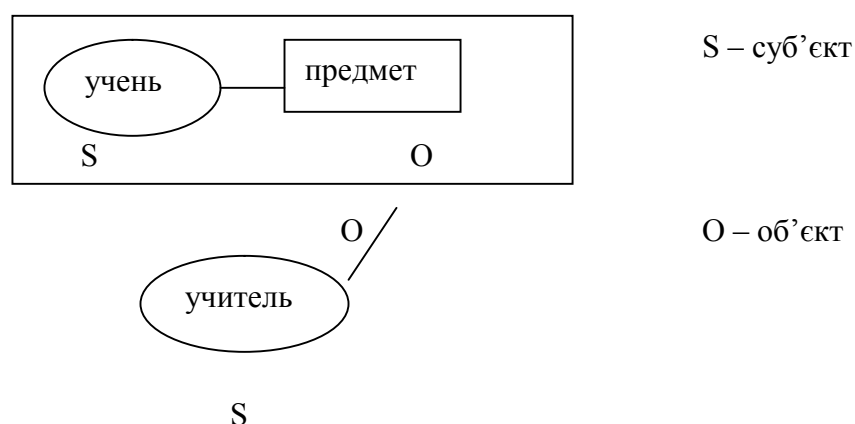 S – суб’єкт
учень
предмет
S
О
О
О – об’єкт
учитель
S